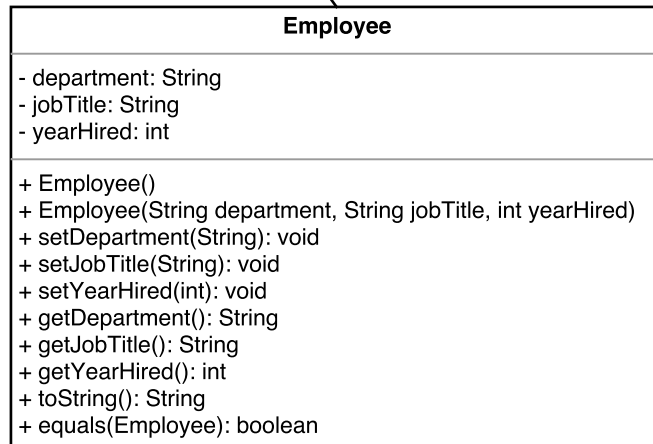 Employee
- department: String
- jobTitle: String
- yearHired: int
+ Employee()
+ Employee(String department, String jobTitle, int yearHired)
+ setDepartment(String): void
+ setJobTitle(String): void
+ setYearHired(int): void
+ getDepartment(): String
+ getJobTitle(): String
+ getYearHired(): int
+ toString(): String
+ equals(Employee): boolean